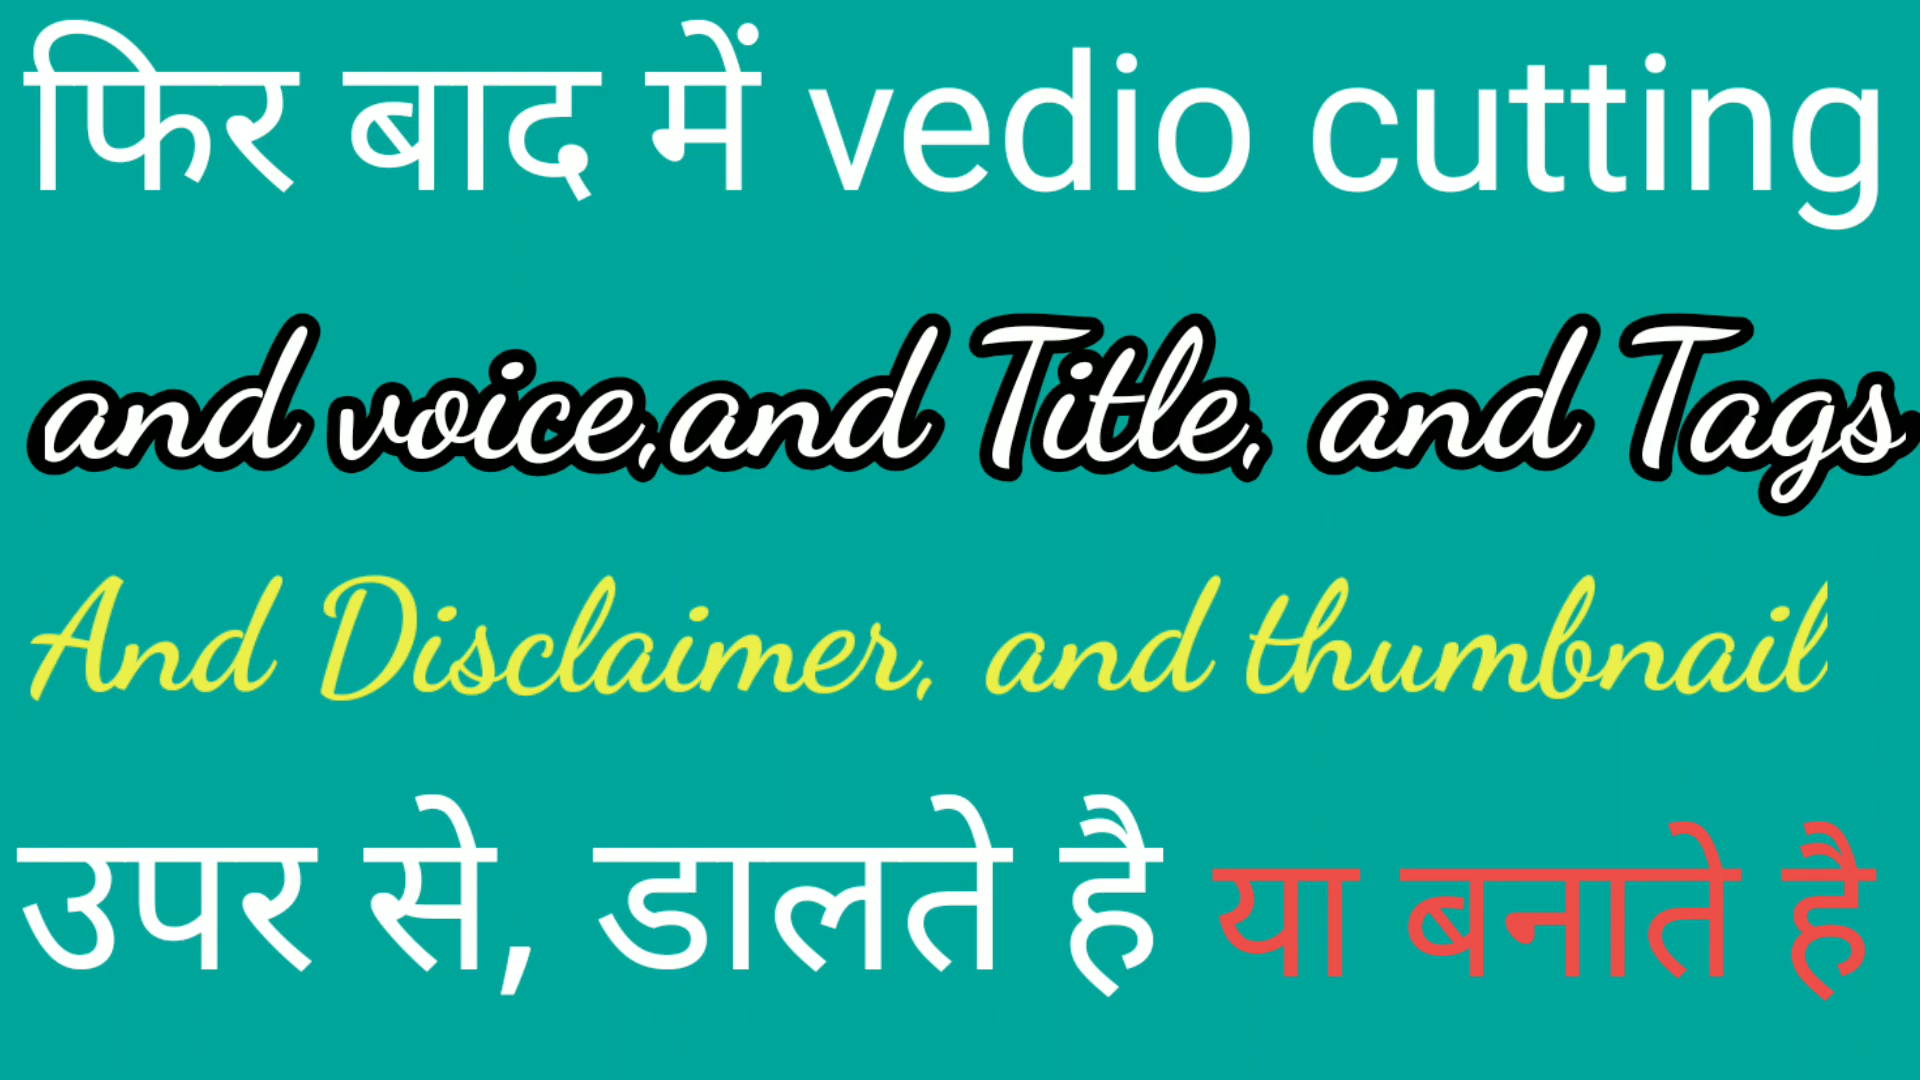 फिर बाद में vedio cutting
and voice,and Title, and Tags
And Disclaimer, and thumbnail
उपर से, डालते है या बनाते है